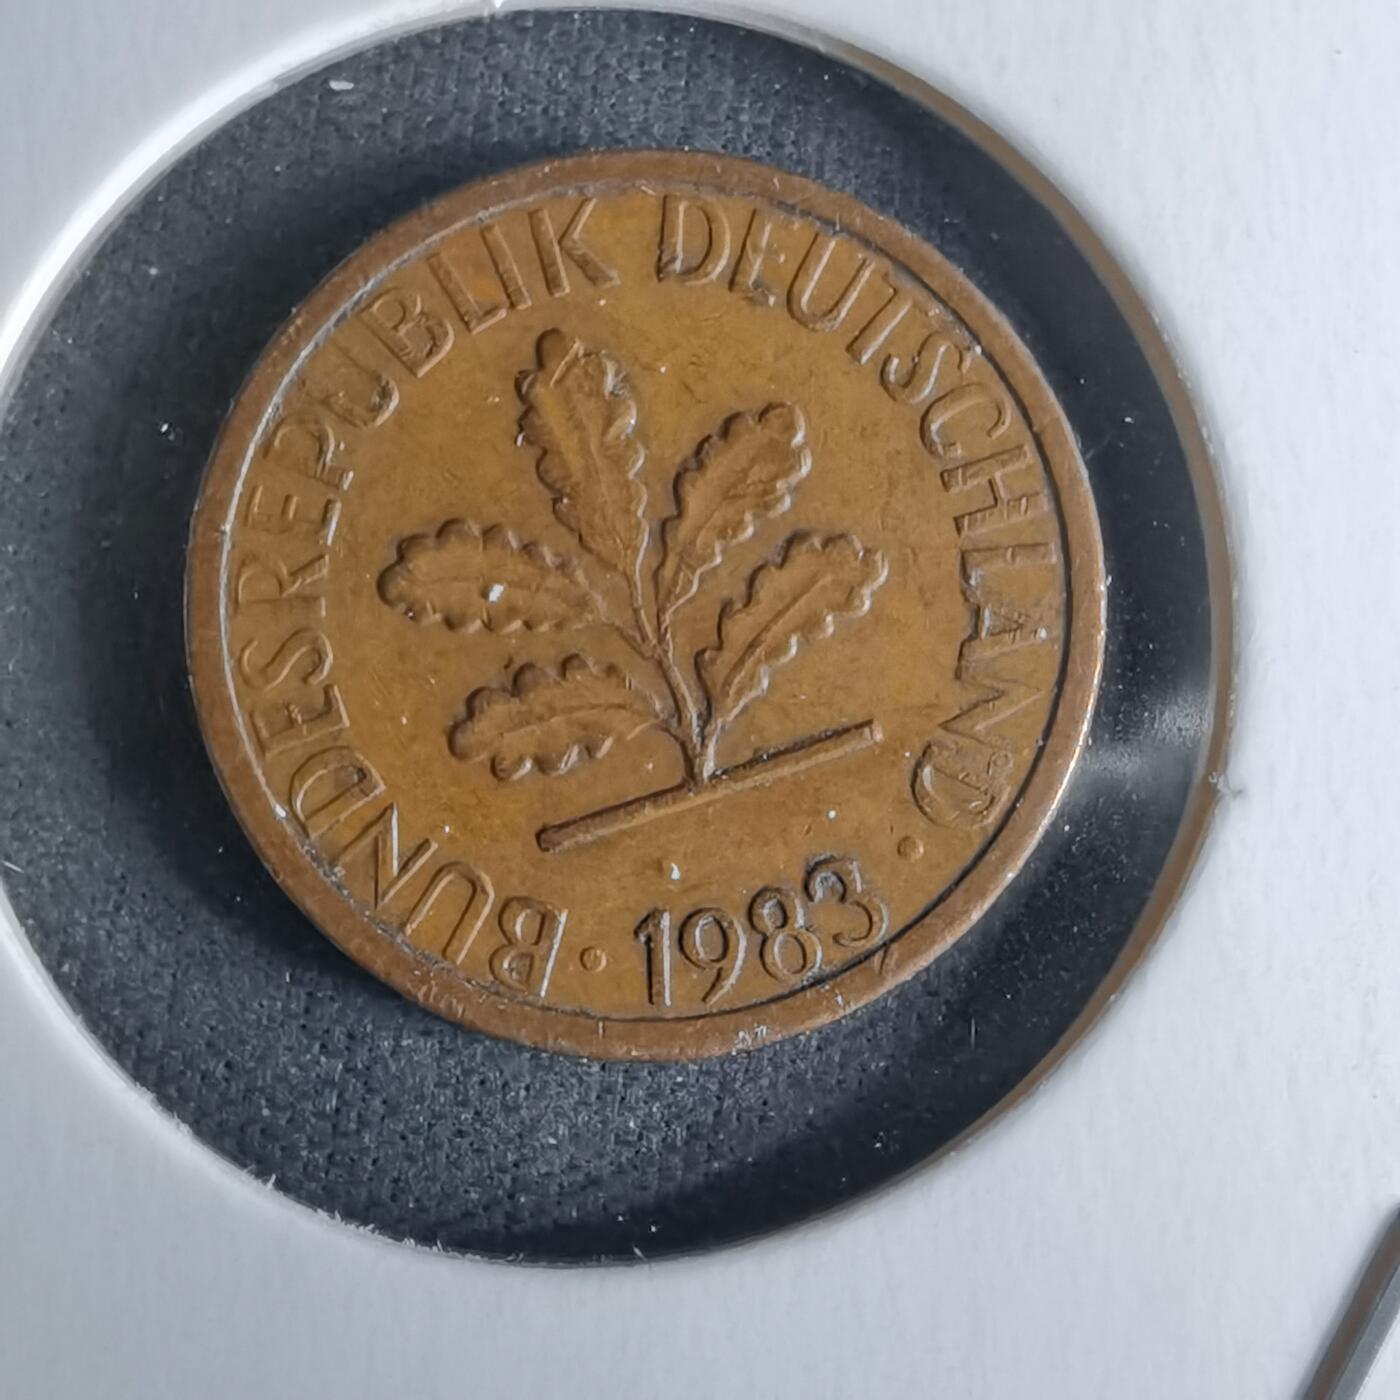 BUNDESREPUBLIK DEUTSCHLAND
· 1983 ·